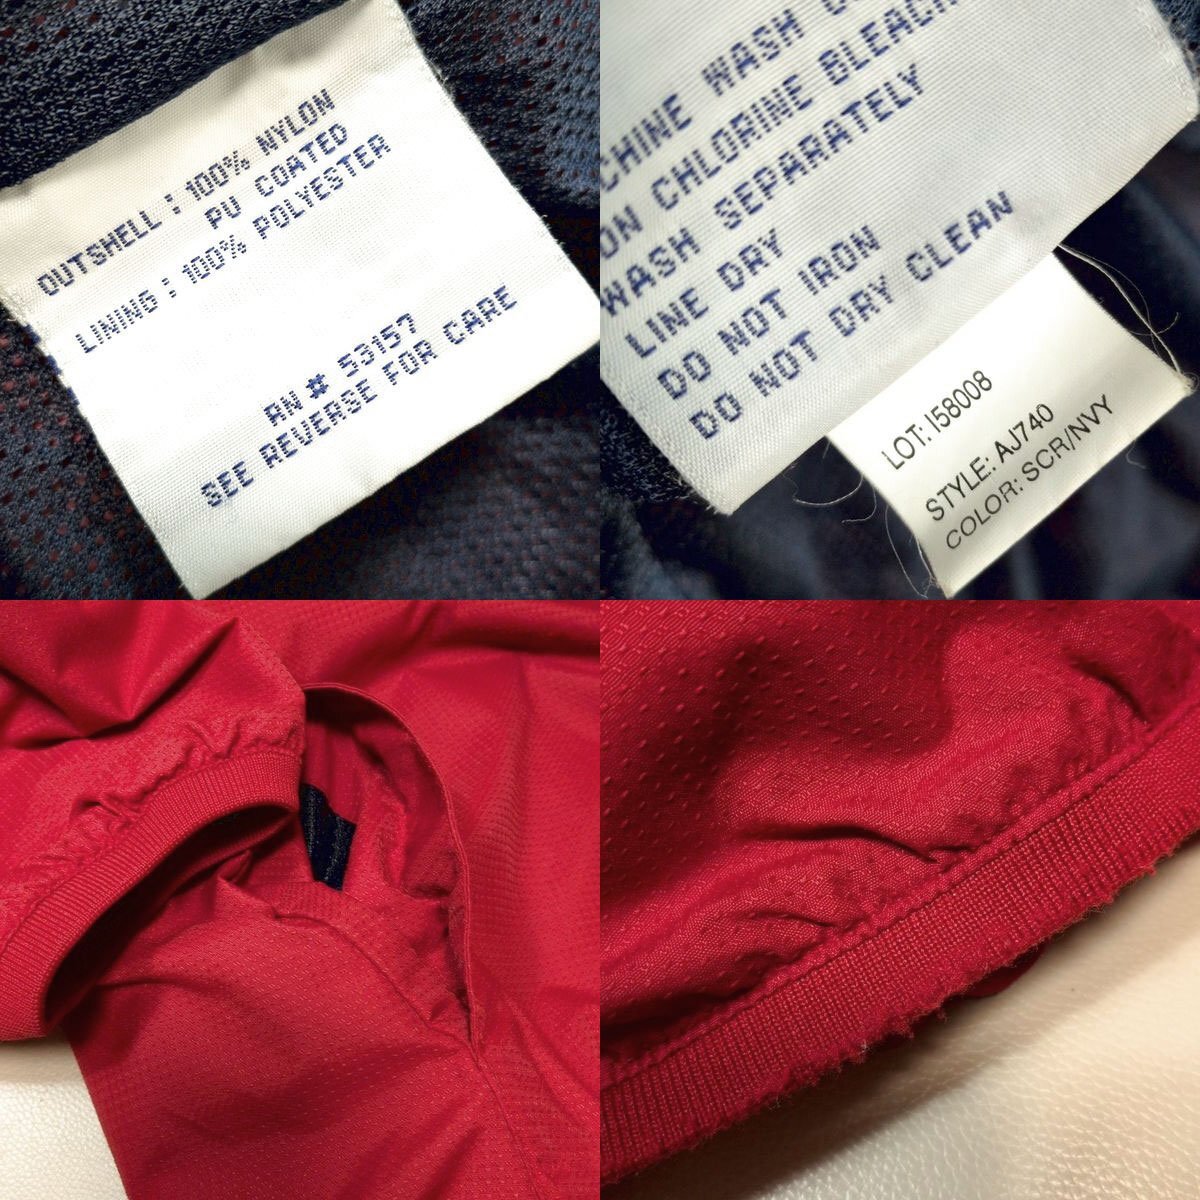 OUTSHELL : 100% NYLON
PU COATED
LINING : 100% POLYESTER
RN # 53157
SEE REVERSE FOR CARE
CHINE WASH
ON CHLORINE BLEACH
WASH SEPARATELY
LINE DRY
DO NOT IRON
DO NOT DRY CLEAN
LOT: I58008
STYLE: AJ740
COLOR: SCR/NVY